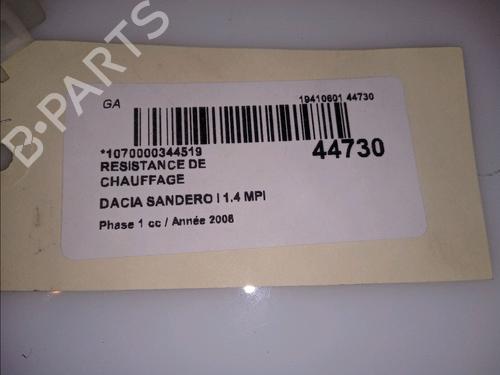 B-PARTS
GA
19410601 44730
*1070000344519
44730
RESISTANCE DE
CHAUFFAGE
DACIA SANDERO I 1.4 MPI
Phase 1 cc / Année 2008